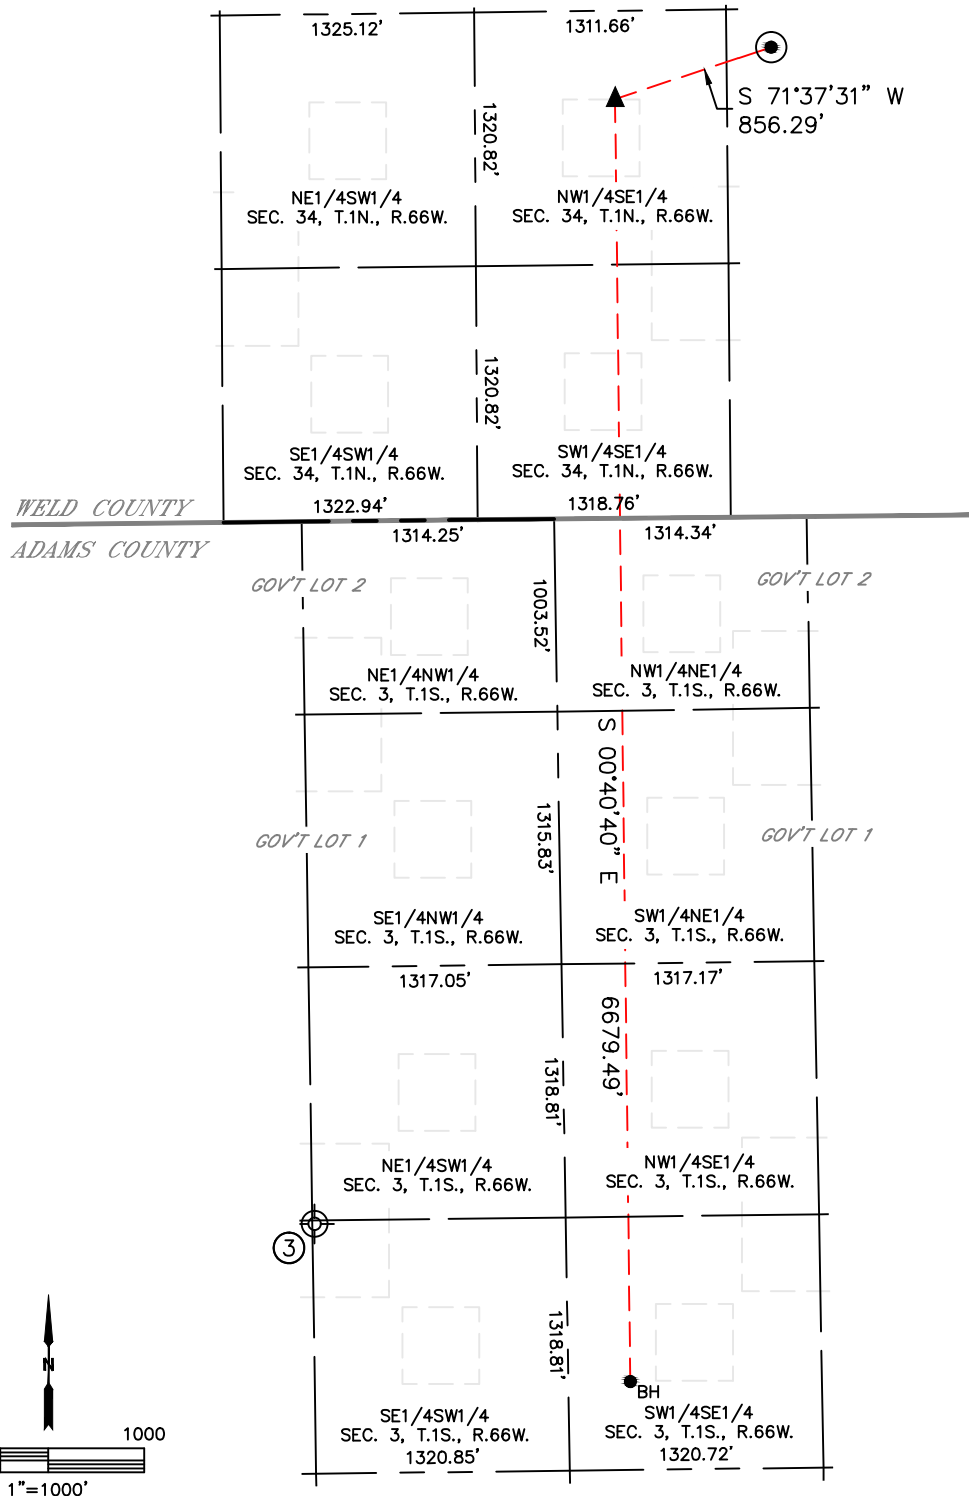 1325.12'
1311.66'
S 71°37'31" W
856.29'
1320.82'
NE1/4SW1/4
SEC. 34, T.1N., R.66W.
NW1/4SE1/4
SEC. 34, T.1N., R.66W.
1320.82'
SE1/4SW1/4
SEC. 34, T.1N., R.66W.
1322.94'
SW1/4SE1/4
SEC. 34, T.1N., R.66W.
1318.76'
WELD COUNTY
ADAMS COUNTY
1314.25'
1314.34'
GOV'T LOT 2
GOV'T LOT 2
1003.52'
NE1/4NW1/4
SEC. 3, T.1S., R.66W.
NW1/4NE1/4
SEC. 3, T.1S., R.66W.
S 00°40'40" E
1315.83'
GOV'T LOT 1
GOV'T LOT 1
SE1/4NW1/4
SEC. 3, T.1S., R.66W.
SW1/4NE1/4
SEC. 3, T.1S., R.66W.
1317.05'
1317.17'
6679.49'
1318.81'
NE1/4SW1/4
SEC. 3, T.1S., R.66W.
NW1/4SE1/4
SEC. 3, T.1S., R.66W.
3
1318.81'
N
BH
SE1/4SW1/4
SEC. 3, T.1S., R.66W.
1320.85'
SW1/4SE1/4
SEC. 3, T.1S., R.66W.
1320.72'
1000
1"=1000'